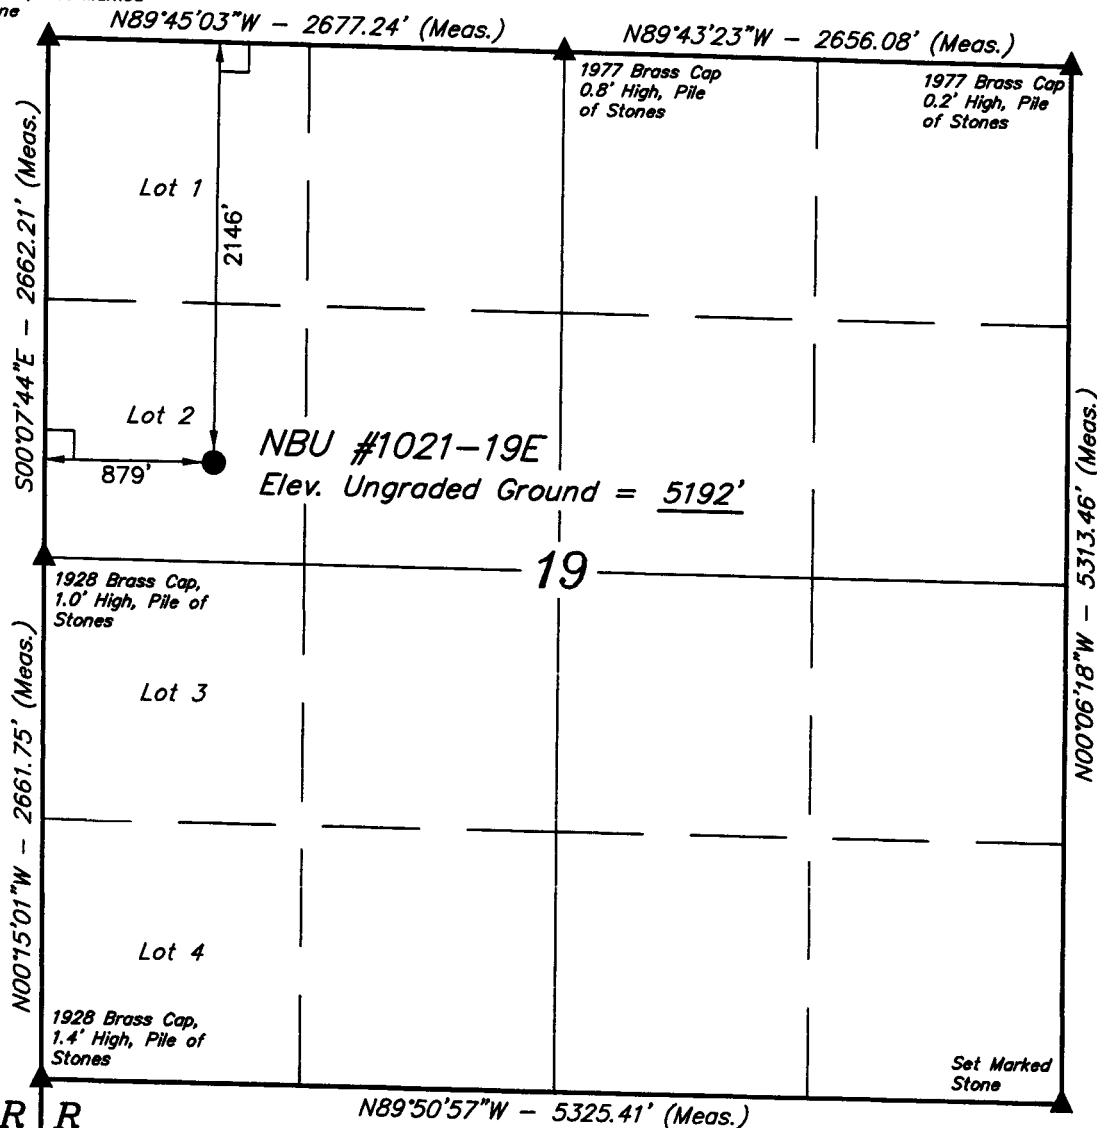 ne
N89°45'03"W - 2677.24' (Meas.)
N89°43'23"W - 2656.08' (Meas.)
1977 Brass Cap
0.8' High, Pile
of Stones
1977 Brass Cap
0.2' High, Pile
of Stones
S00°07'44"E - 2662.21' (Meas.)
Lot 1
2146'
Lot 2
879'
NBU #1021-19E
Elev. Ungraded Ground = 5192'
19
N00°06'18"W - 5313.46' (Meas.)
1928 Brass Cap,
1.0' High, Pile of
Stones
N00°15'01"W - 2661.75' (Meas.)
Lot 3
Lot 4
1928 Brass Cap,
1.4' High, Pile of
Stones
Set Marked
Stone
R R
N89°50'57"W - 5325.41' (Meas.)